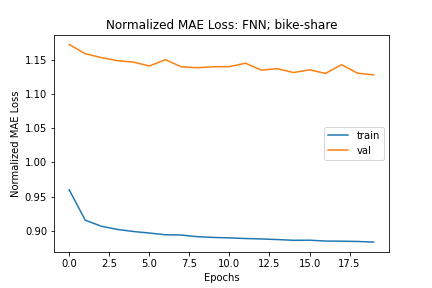 Normalized MAE Loss: FNN; bike-share
Normalized MAE Loss
1.15
1.10
1.05
1.00
0.95
0.90
train
val
0.0 2.5 5.0 7.5 10.0 12.5 15.0 17.5
Epochs